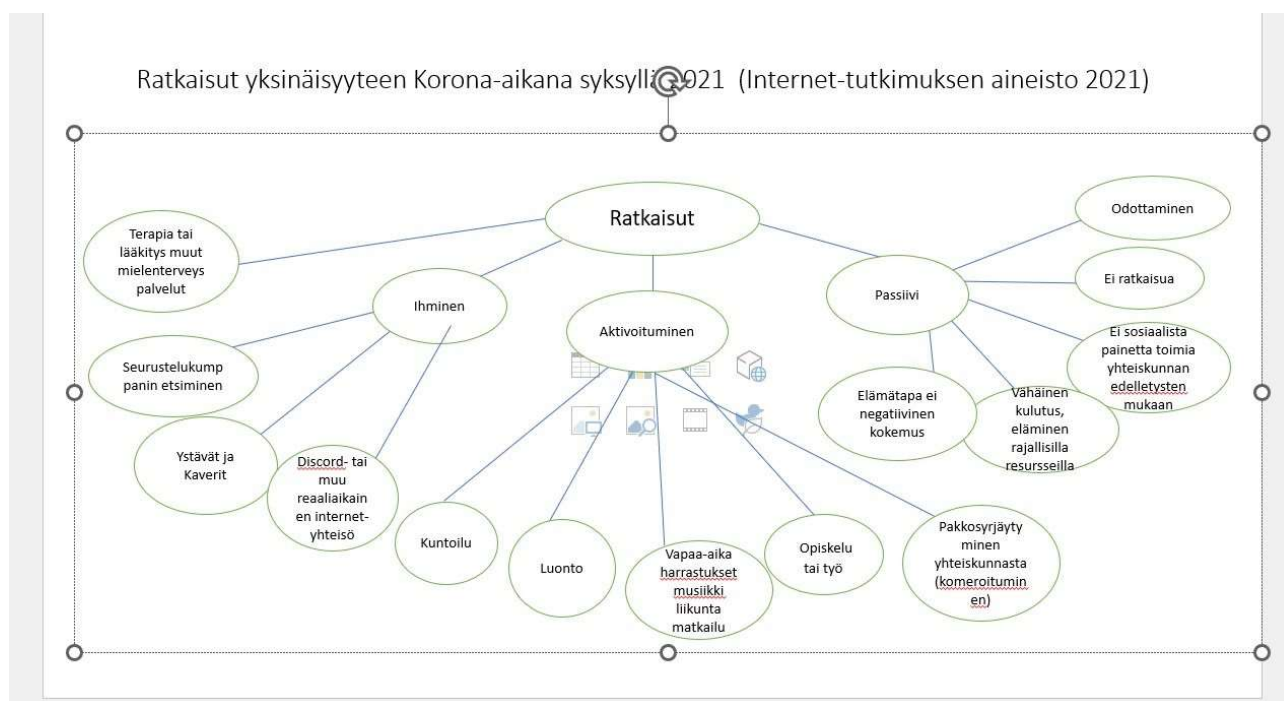 Ratkaisut yksinäisyyteen Korona-aikana syksyllä 2021 (Internet-tutkimuksen aineisto 2021)
Ratkaisut
Terapia tai
lääkitys muut
mielenterveys
palvelut
Ihminen
Aktivoituminen
Passiivi
Odottaminen
Ei ratkaisua
Ei sosiaalista
painetta toimia
yhteiskunnan
edelletysten
mukaan
Seurustelukump
panin etsiminen
Ystävät ja
Kaverit
Discord- tai
muu
reaaliaikain
en internet-
yhteisö
Elämätapa ei
negatiivinen
kokemus
Vähäinen
kulutus,
eläminen
rajallisilla
resursseilla
Kuntoilu
Luonto
Vapaa-aika
harrastukset
musiikki
liikunta
matkailu
Opiskelu
tai työ
Pakkosyrjäyty
minen
yhteiskunnasta
(komeroitumin
en)